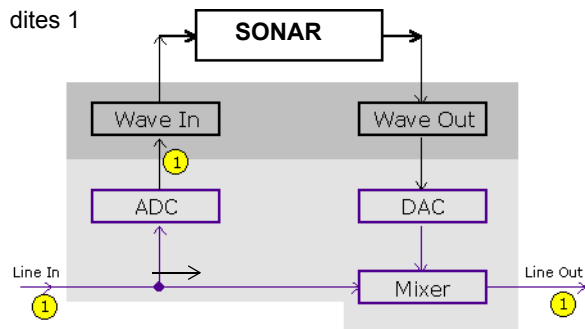 dites 1
SONAR
Wave In
Wave Out
1
ADC
DAC
Line In
Line Out
Mixer
1
1